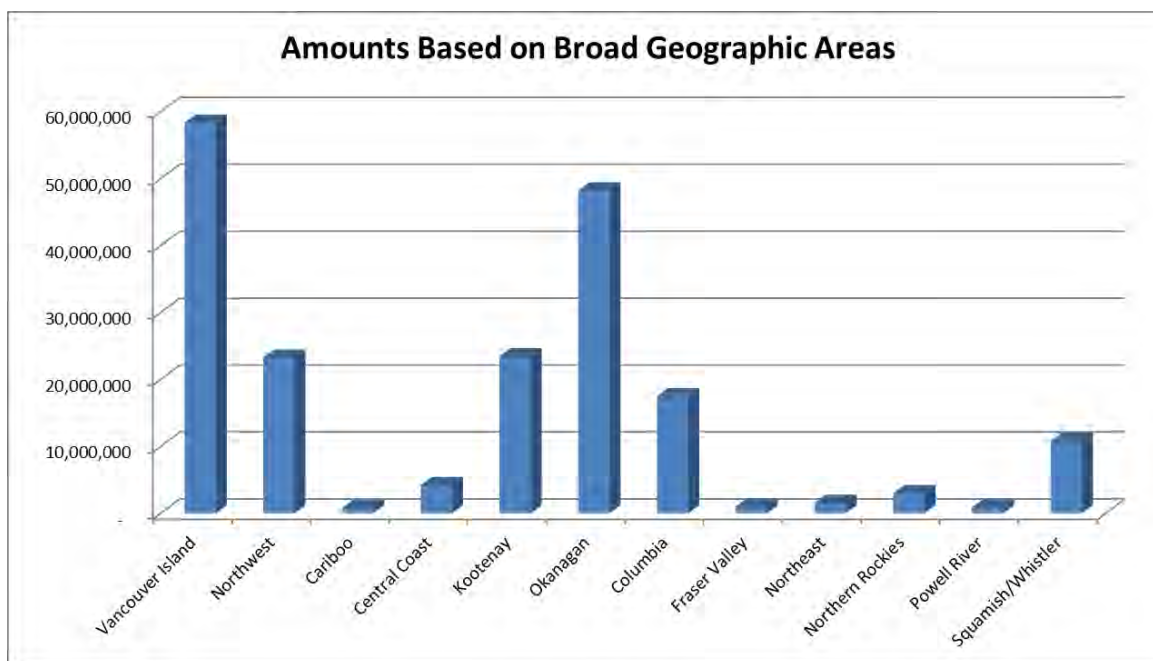 Amounts Based on Broad Geographic Areas
60,000,000
50,000,000
40,000,000
30,000,000
20,000,000
10,000,000
-
Vancouver Island
Northwest
Cariboo
Central Coast
Kootenay
Okanagan
Columbia
Fraser Valley
Northeast
Northern Rockies
Powell River
Squamish/Whistler